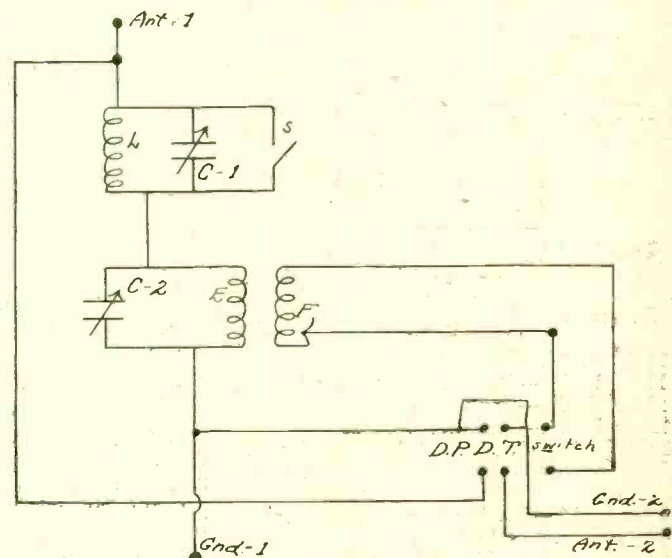 Ant.-1
S
L
C-1
C-2
E
F
D.P.D.T. switch
Gnd.-2
Ant.-2
Gnd-1